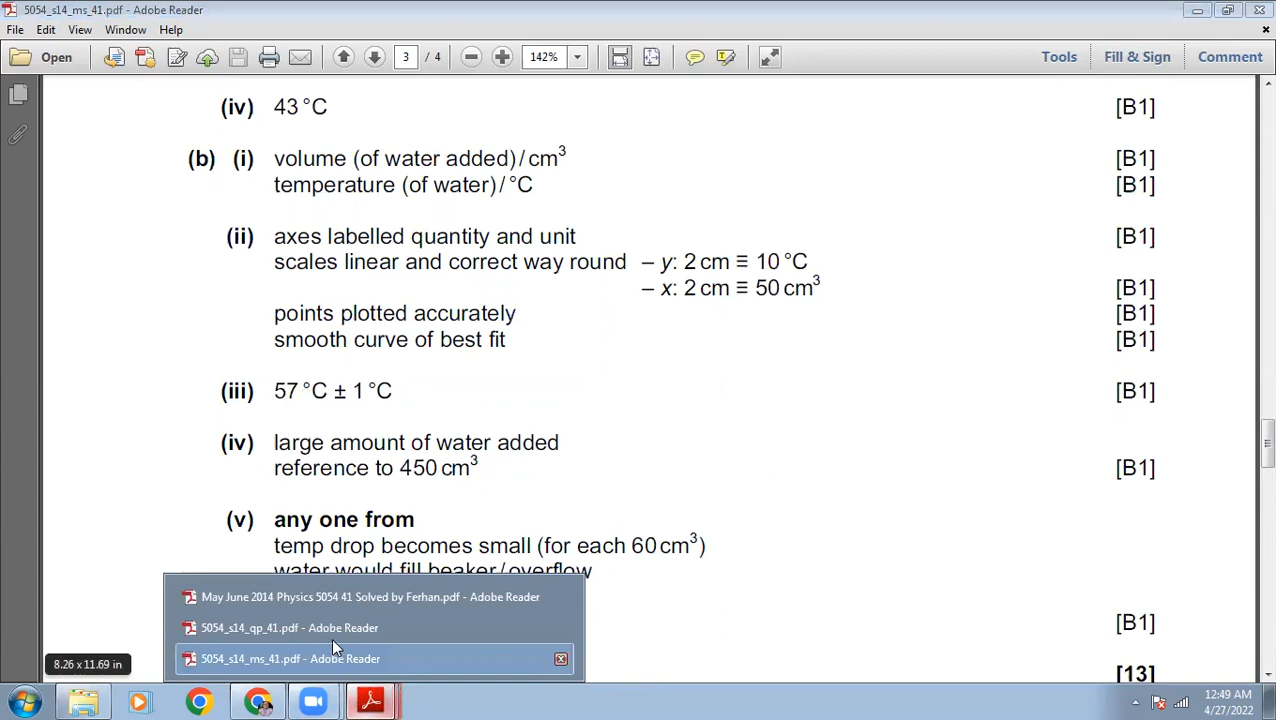 5054_s14_ms_41.pdf - Adobe Reader
File Edit View Window Help
Open 3 / 4 142% Tools Fill & Sign Comment
(iv) 43 °C [B1]
(b) (i) volume (of water added) / cm³ [B1]
temperature (of water) / °C [B1]
(ii) axes labelled quantity and unit [B1]
scales linear and correct way round – y: 2 cm ≡ 10 °C
– x: 2 cm ≡ 50 cm³ [B1]
points plotted accurately [B1]
smooth curve of best fit [B1]
(iii) 57 °C ± 1 °C [B1]
(iv) large amount of water added
reference to 450 cm³ [B1]
(v) any one from
temp drop becomes small (for each 60 cm³)
water would fill beaker / overflow
May June 2014 Physics 5054 41 Solved by Ferhan.pdf - Adobe Reader
5054_s14_qp_41.pdf - Adobe Reader
[B1]
5054_s14_ms_41.pdf - Adobe Reader
8.26 x 11.69 in
[13]
12:49 AM
4/27/2022